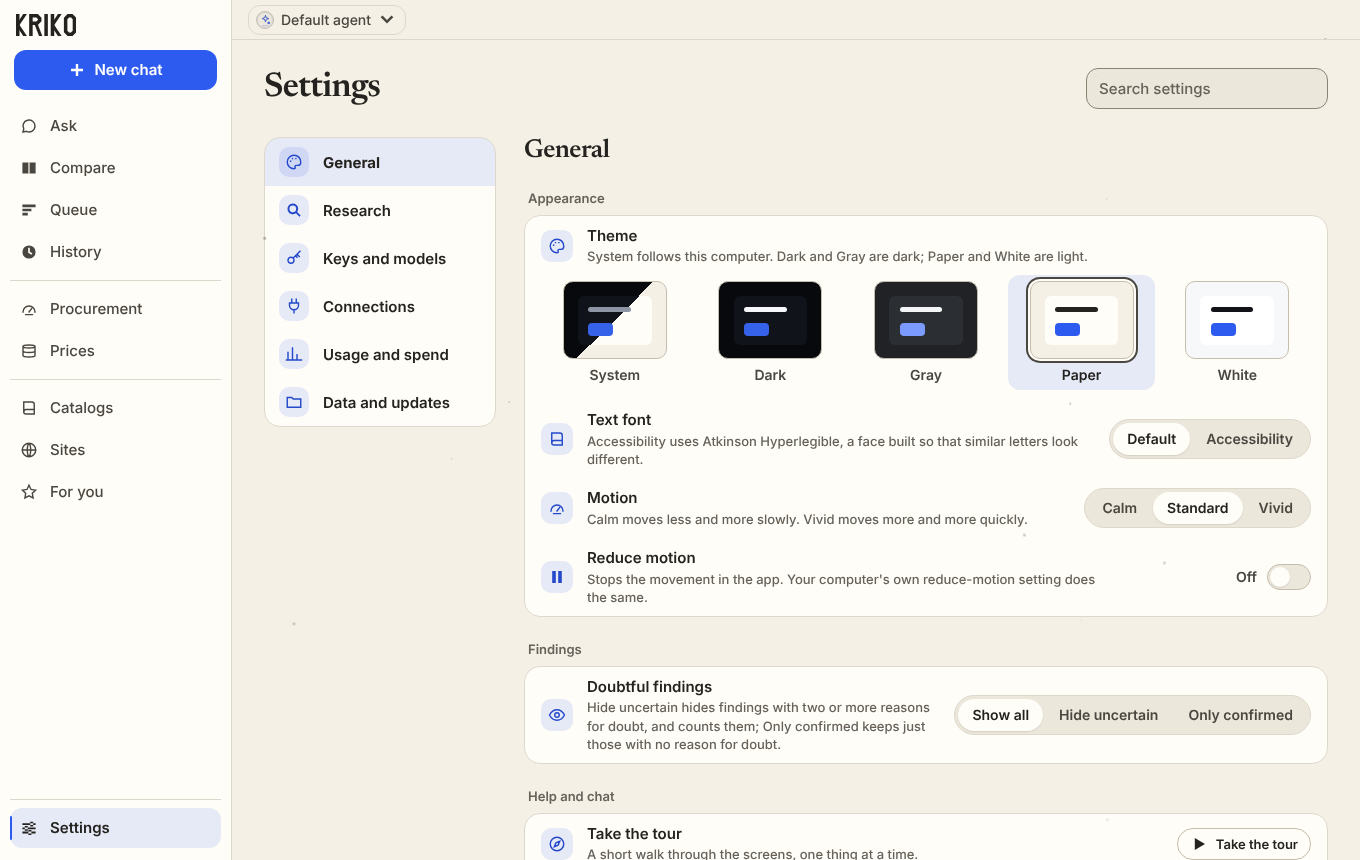 KRIKO
New chat
Ask
Compare
Queue
History
Procurement
Prices
Catalogs
Sites
For you
Settings
Default agent
Settings
Search settings
General
Research
Keys and models
Connections
Usage and spend
Data and updates
General
Appearance
Theme
System follows this computer. Dark and Gray are dark; Paper and White are light.
System
Dark
Gray
Paper
White
Text font
Accessibility uses Atkinson Hyperlegible, a face built so that similar letters look
different.
Default
Accessibility
Motion
Calm moves less and more slowly. Vivid moves more and more quickly.
Calm
Standard
Vivid
Reduce motion
Stops the movement in the app. Your computer's own reduce-motion setting does
the same.
Off
Findings
Doubtful findings
Hide uncertain hides findings with two or more reasons
for doubt, and counts them; Only confirmed keeps just
those with no reason for doubt.
Show all
Hide uncertain
Only confirmed
Help and chat
Take the tour
A short walk through the screens, one thing at a time.
Take the tour